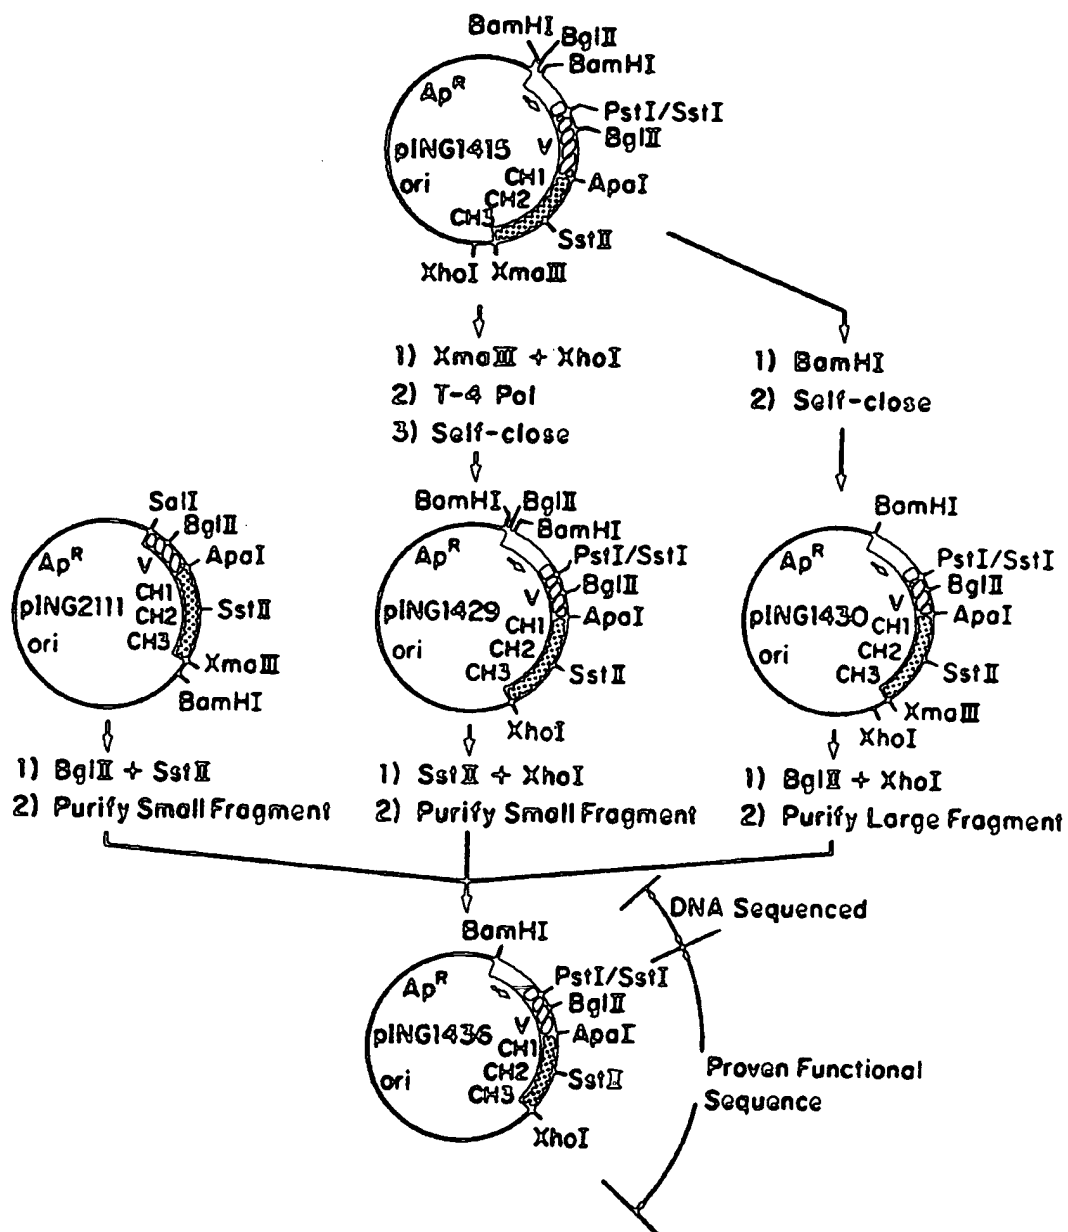 BamHI
BglII
BamHI
PstI/SstI
BglII
ApaI
SstII
XmaIII
XhoI
Ap^R
pING1415
ori
V
CH1
CH2
CH3
1) XmaIII + XhoI
2) T-4 Pol
3) Self-close
1) BamHI
2) Self-close
SalI
BglII
ApaI
SstII
XmaIII
BamHI
Ap^R
pING2111
ori
V
CH1
CH2
CH3
BamHI
BglII
BamHI
PstI/SstI
BglII
ApaI
SstII
XhoI
Ap^R
pING1429
ori
V
CH1
CH2
CH3
BamHI
PstI/SstI
BglII
ApaI
SstII
XmaIII
XhoI
Ap^R
pING1430
ori
V
CH1
CH2
CH3
1) BglII + SstII
2) Purify Small Fragment
1) SstII + XhoI
2) Purify Small Fragment
1) BglII + XhoI
2) Purify Large Fragment
BamHI
PstI/SstI
BglII
ApaI
SstII
XhoI
Ap^R
pING1436
ori
V
CH1
CH2
CH3
DNA Sequenced
Proven Functional
Sequence